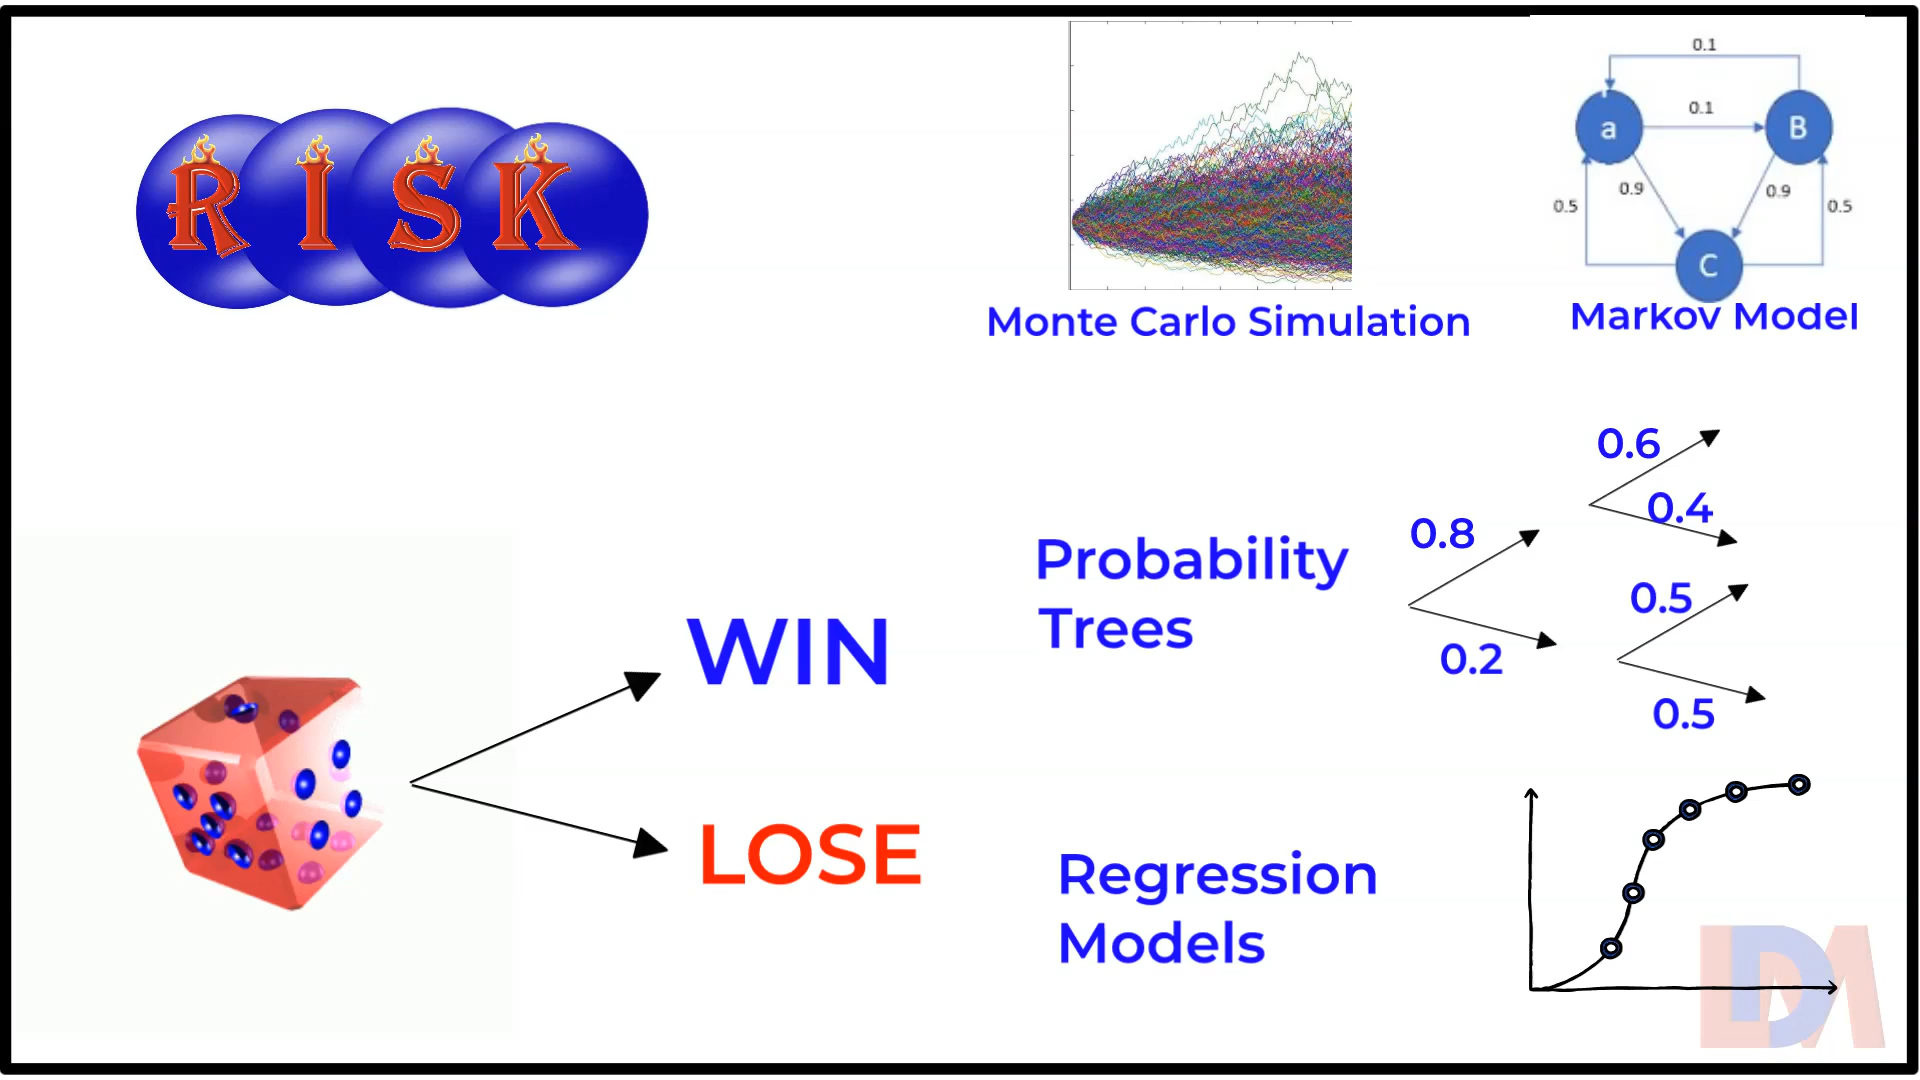 RISK
0.1
a
0.1
B
0.9
0.9
0.5
0.5
C
Monte Carlo Simulation
Markov Model
0.6
0.4
0.8
0.2
0.5
0.5
Probability
Trees
WIN
LOSE
Regression
Models
LDM